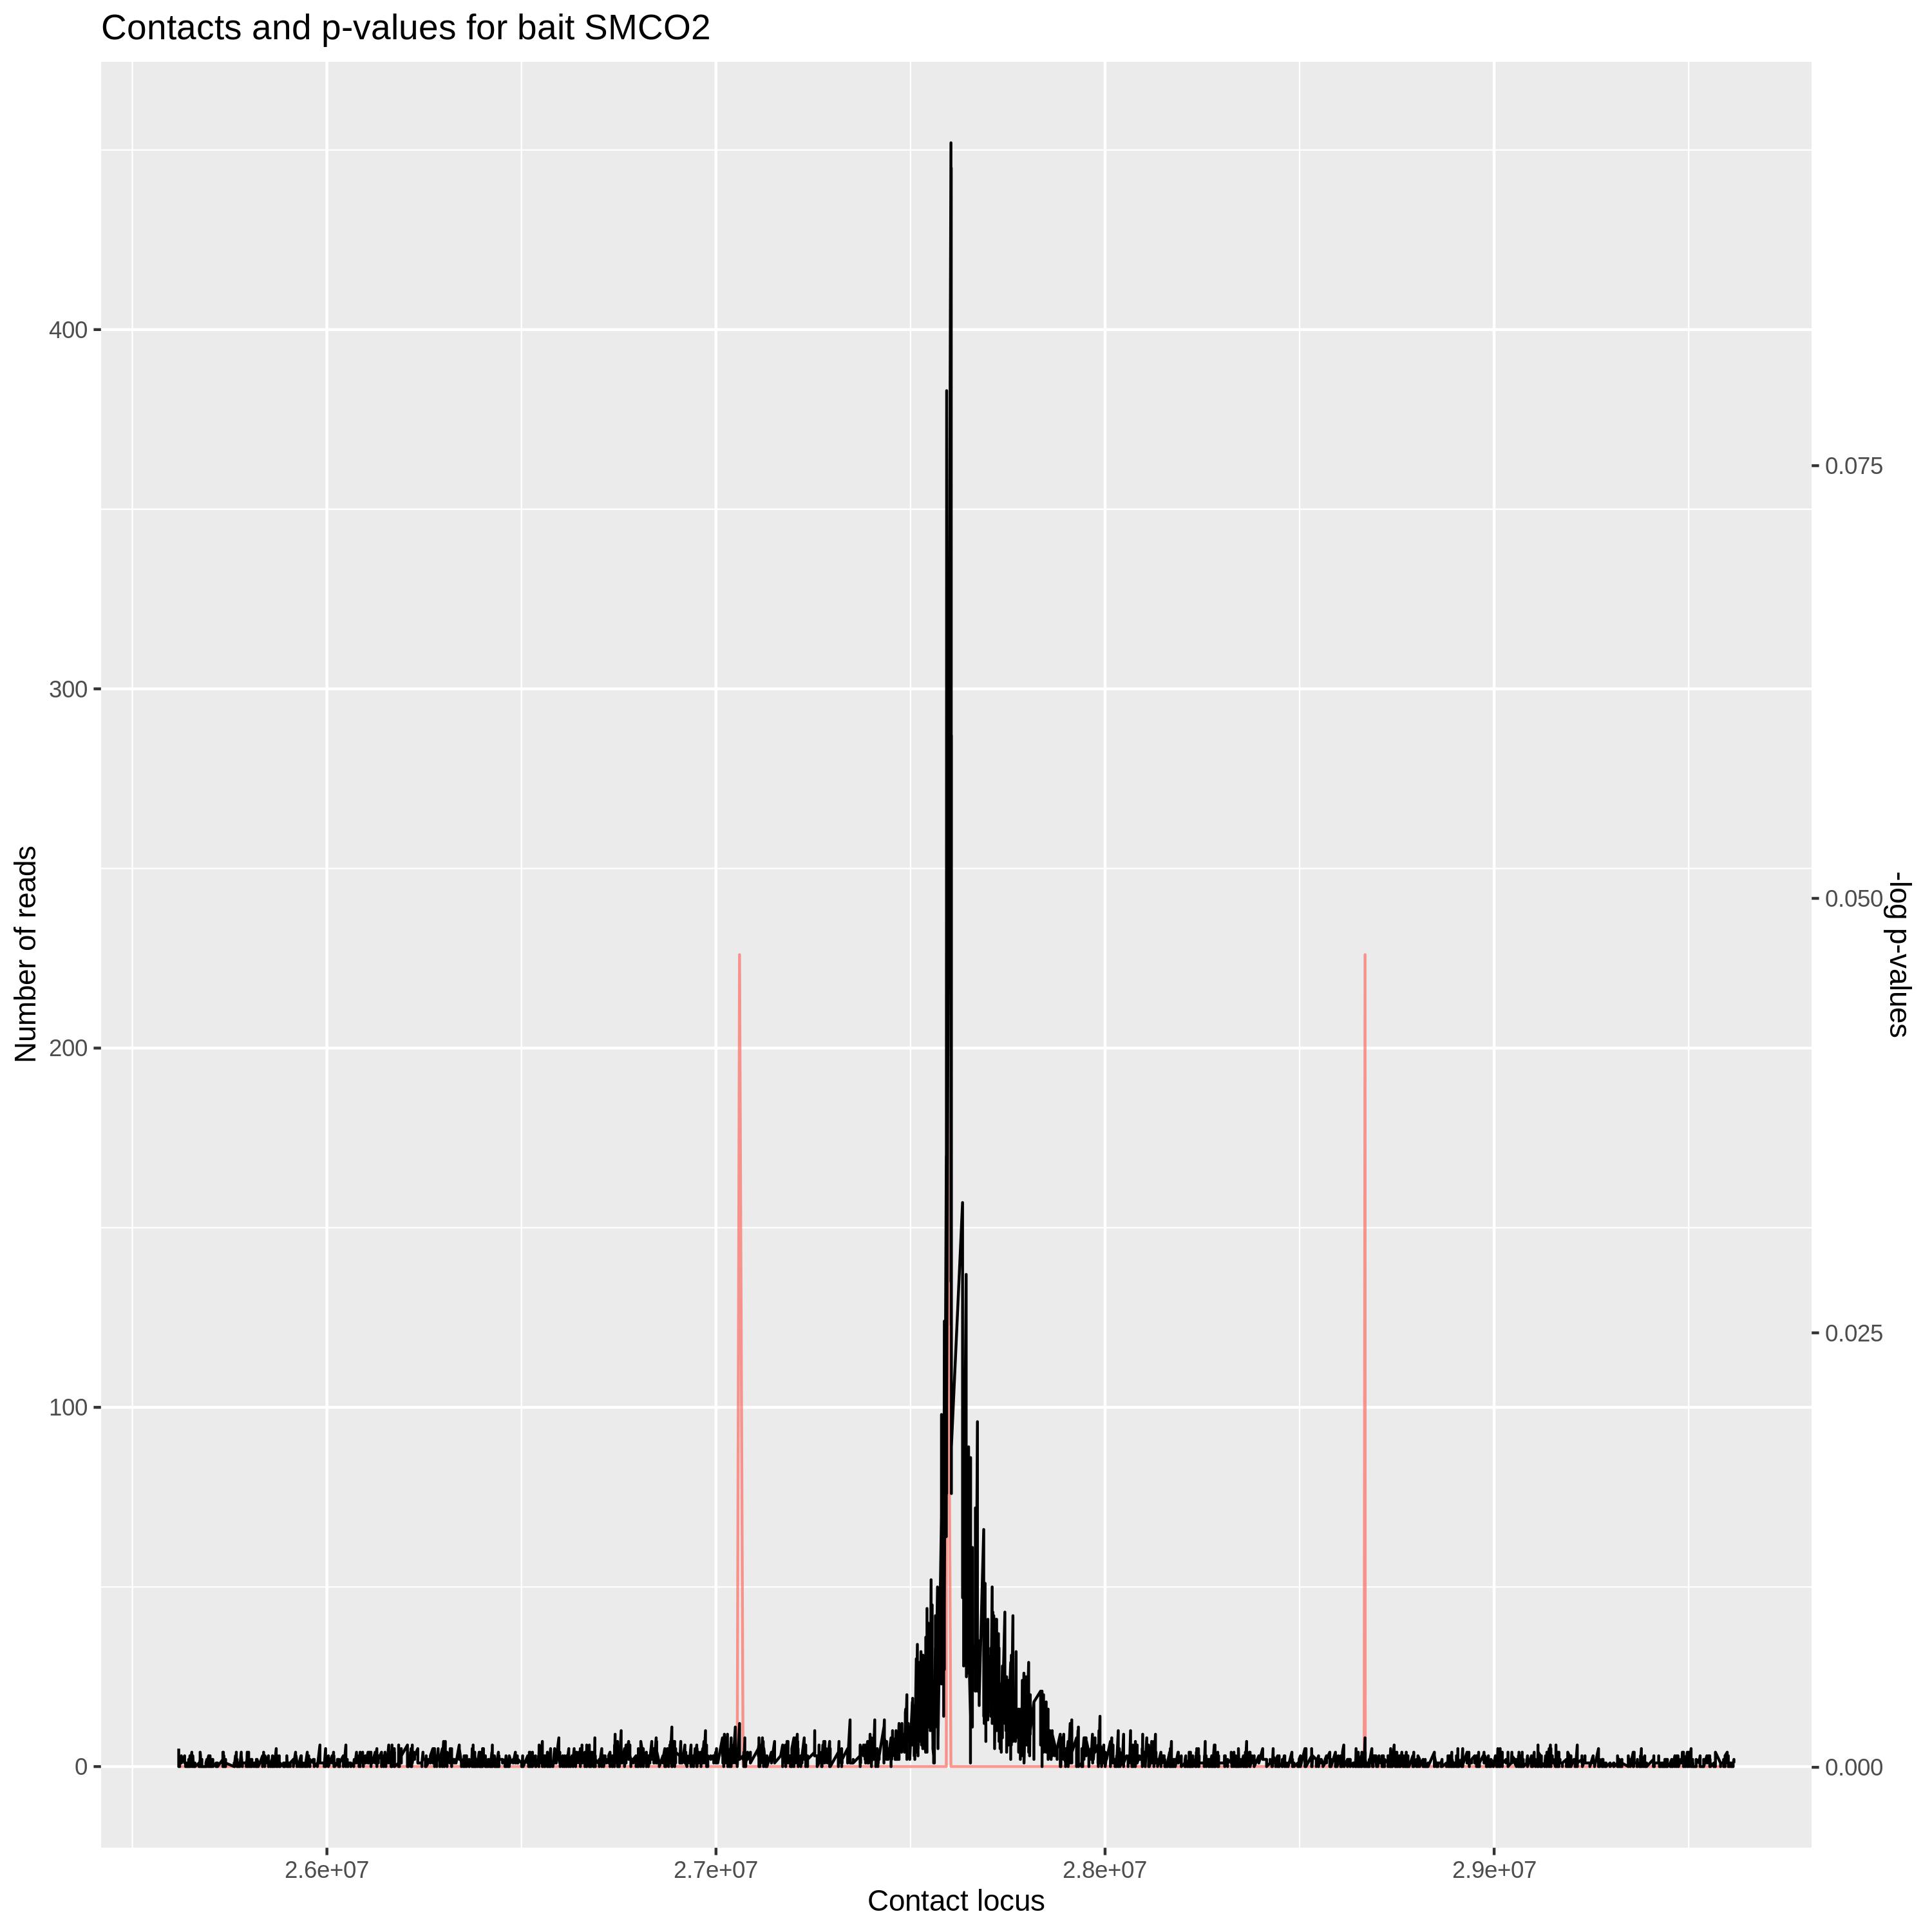 Contacts and p-values for bait SMCO2
400
300
200
100
0
Number of reads
0.075
0.050
0.025
0.000
-log p-values
2.6e+07
2.7e+07
2.8e+07
2.9e+07
Contact locus